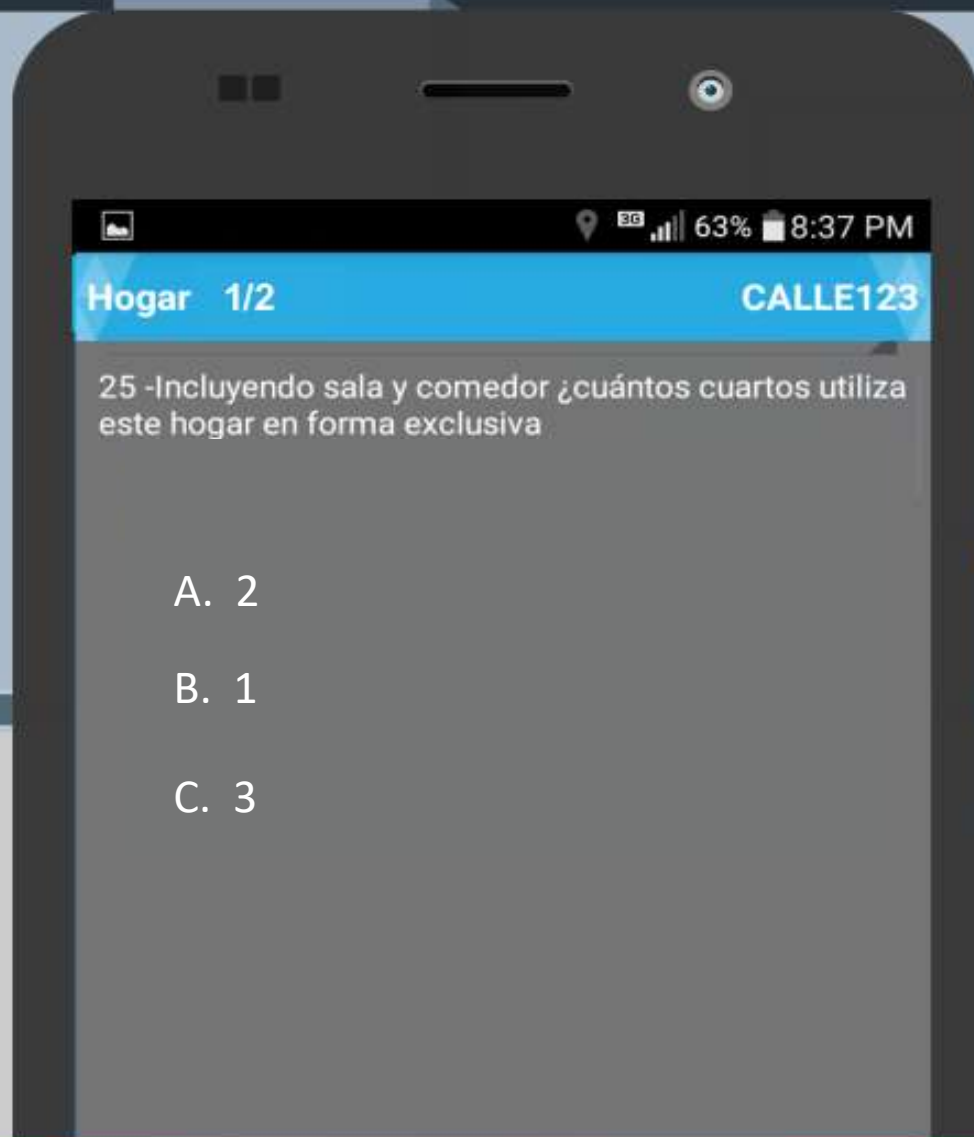 3G 63% 8:37 PM
Hogar 1/2 CALLE123
25 -Incluyendo sala y comedor ¿cuántos cuartos utiliza
este hogar en forma exclusiva
A. 2
B. 1
C. 3